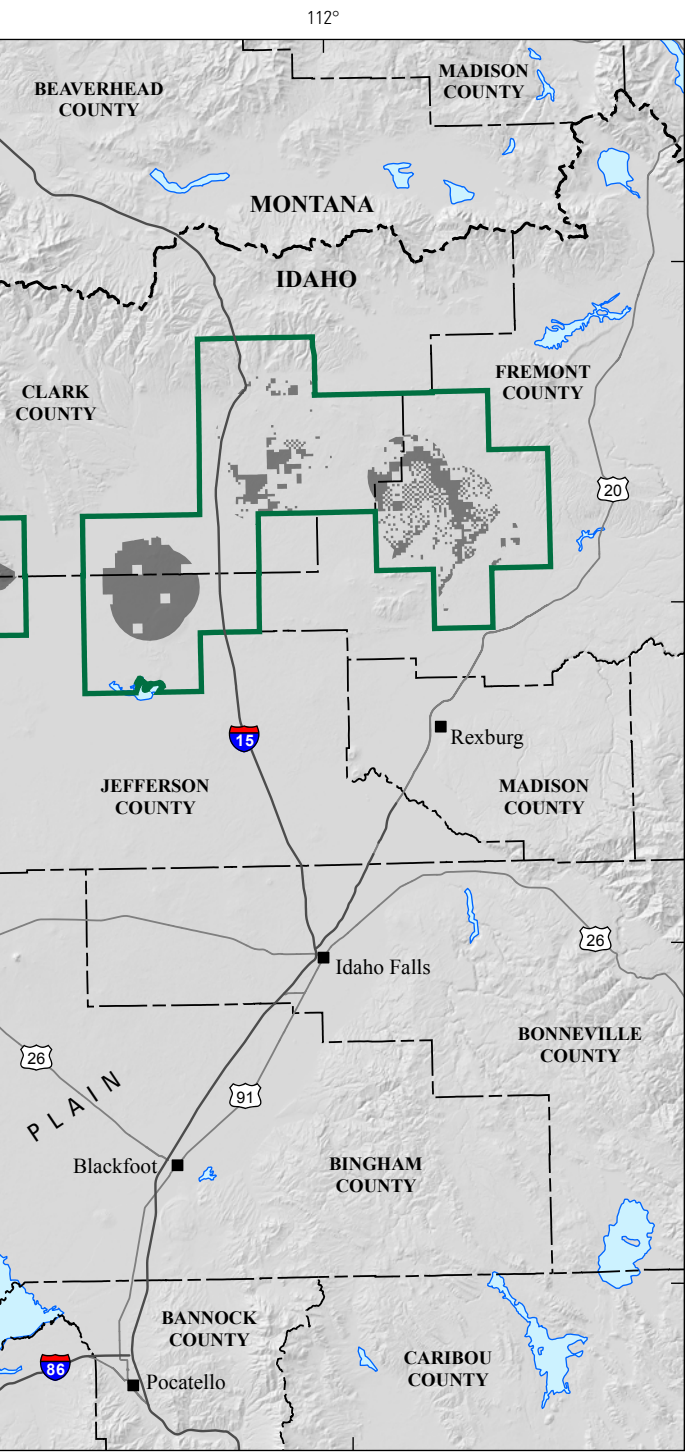 112°
BEAVERHEAD
COUNTY
MADISON
COUNTY
MONTANA
IDAHO
CLARK
COUNTY
FREMONT
COUNTY
20
15
Rexburg
JEFFERSON
COUNTY
MADISON
COUNTY
26
Idaho Falls
BONNEVILLE
COUNTY
26
91
PLAIN
Blackfoot
BINGHAM
COUNTY
BANNOCK
COUNTY
CARIBOU
COUNTY
86
Pocatello